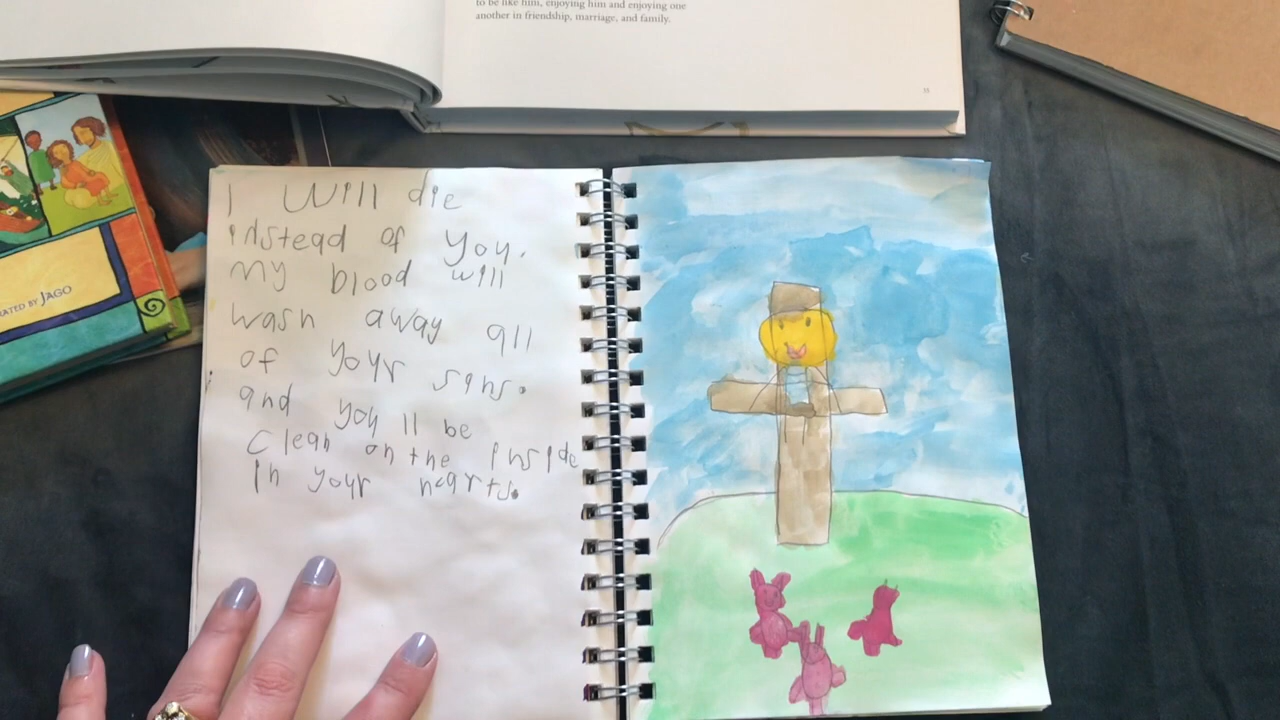 to be like him, enjoying him and enjoying one
another in friendship, marriage, and family.
33
ATED BY JAGO
I Will die
instead of you.
my blood will
wash away all
of your sins.
and you ll be
Clean on the inside
in your hearts.